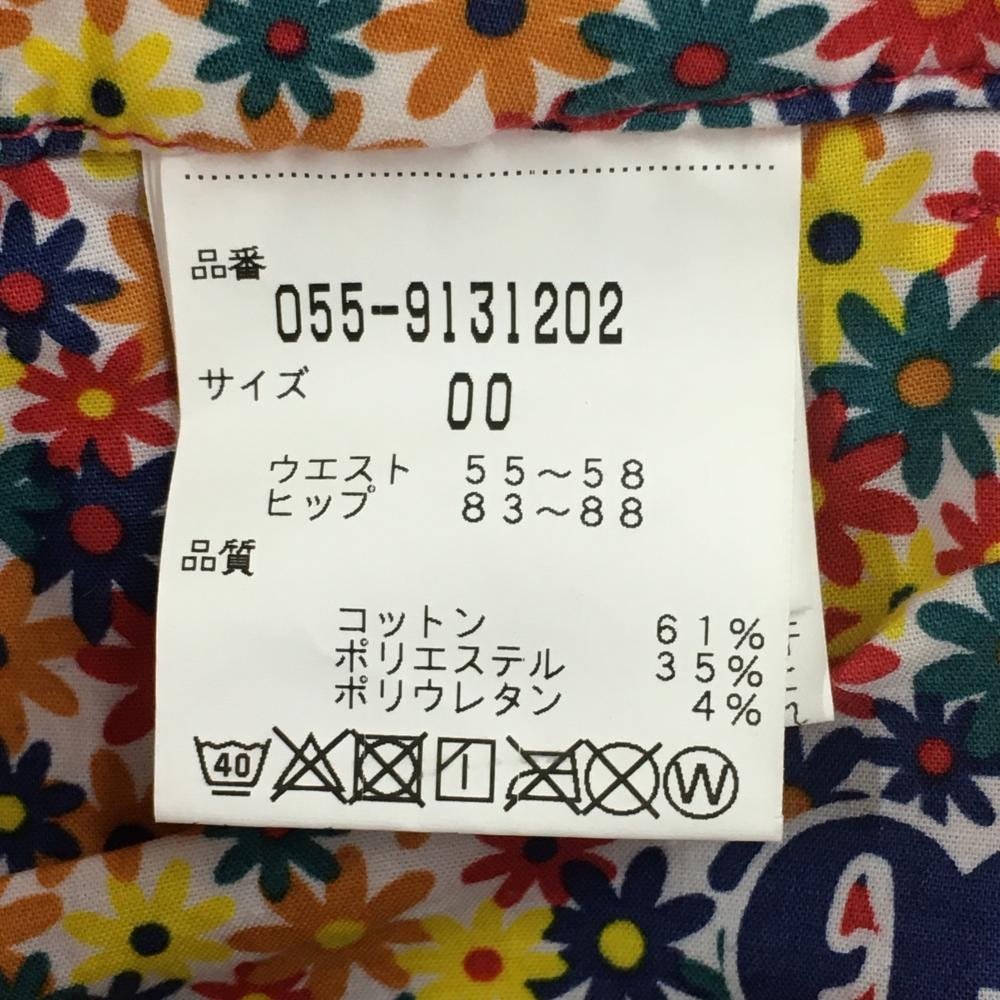 品番
055-9131202
サイズ
00
ウエスト 55～58
ヒップ 83～88
品質
コットン 61%
ポリエステル 35%
ポリウレタン 4%
40
W